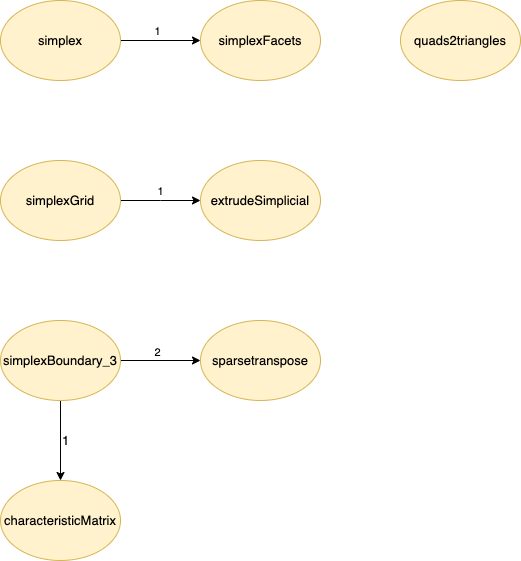 simplex
1
simplexFacets
quads2triangles
simplexGrid
1
extrudeSimplicial
simplexBoundary_3
2
sparsetranspose
1
characteristicMatrix